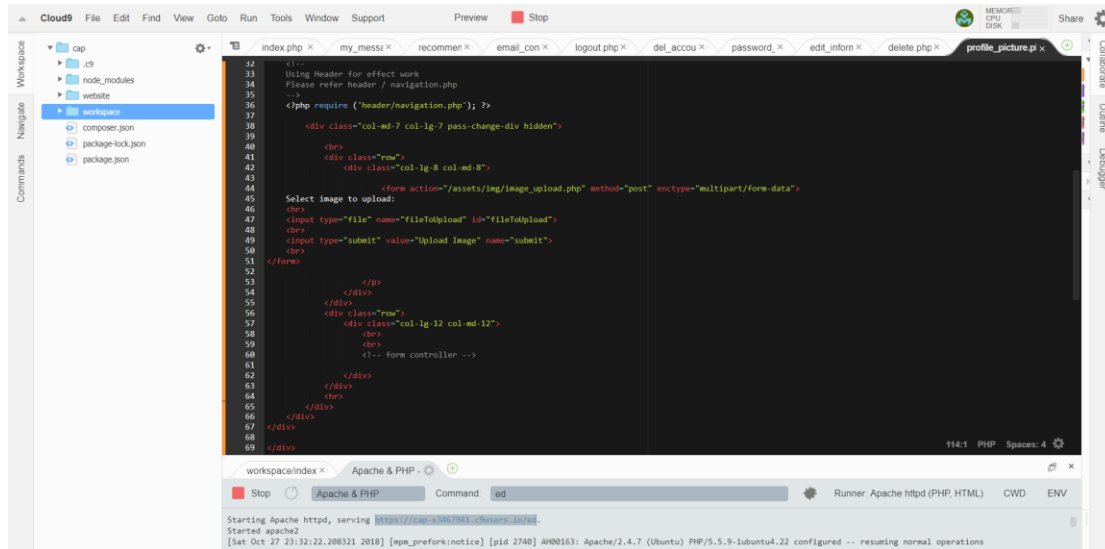 Cloud9 File Edit Find View Goto Run Tools Window Support Preview Stop MEMORY CPU DISK Share
Workspace
Navigate
Commands
cap
.c9
node_modules
website
workspace
composer.json
package-lock.json
package.json
index.php × my_messa× recommen × email_con × logout.php × del_accou × password_ × edit_inforn × delete.php × profile_picture.pl ×
Collaborate
Outline
Debugger
32 <!--
33 Using Header for effect work
34 Please refer header / navigation.php
35 -->
36 <?php require ('header/navigation.php'); ?>
37
38 <div class="col-md-7 col-lg-7 pass-change-div hidden">
39
40 <br>
41 <div class="row">
42 <div class="col-lg-8 col-md-8">
43
44 <form action="/assets/img/image_upload.php" method="post" enctype="multipart/form-data">
45 Select image to upload:
46 <hr>
47 <input type="file" name="fileToUpload" id="fileToUpload">
48 <br>
49 <input type="submit" value="Upload Image" name="submit">
50 <br>
51 </form>
52
53 </p>
54 </div>
55 </div>
56 <div class="row">
57 <div class="col-lg-12 col-md-12">
58 <br>
59 <br>
60 <!-- form controller -->
61
62 </div>
63 </div>
64 <hr>
65 </div>
66 </div>
67 </div>
68
69 </div>
114:1 PHP Spaces: 4
workspace/index × Apache & PHP -
Stop Apache & PHP Command: ed Runner: Apache httpd (PHP, HTML) CWD ENV
Starting Apache httpd, serving https://cap-s3467941.c9users.io/ed.
Started apache2
[Sat Oct 27 23:32:22.208321 2018] [mpm_prefork:notice] [pid 2740] AH00163: Apache/2.4.7 (Ubuntu) PHP/5.5.9-1ubuntu4.22 configured -- resuming normal operations